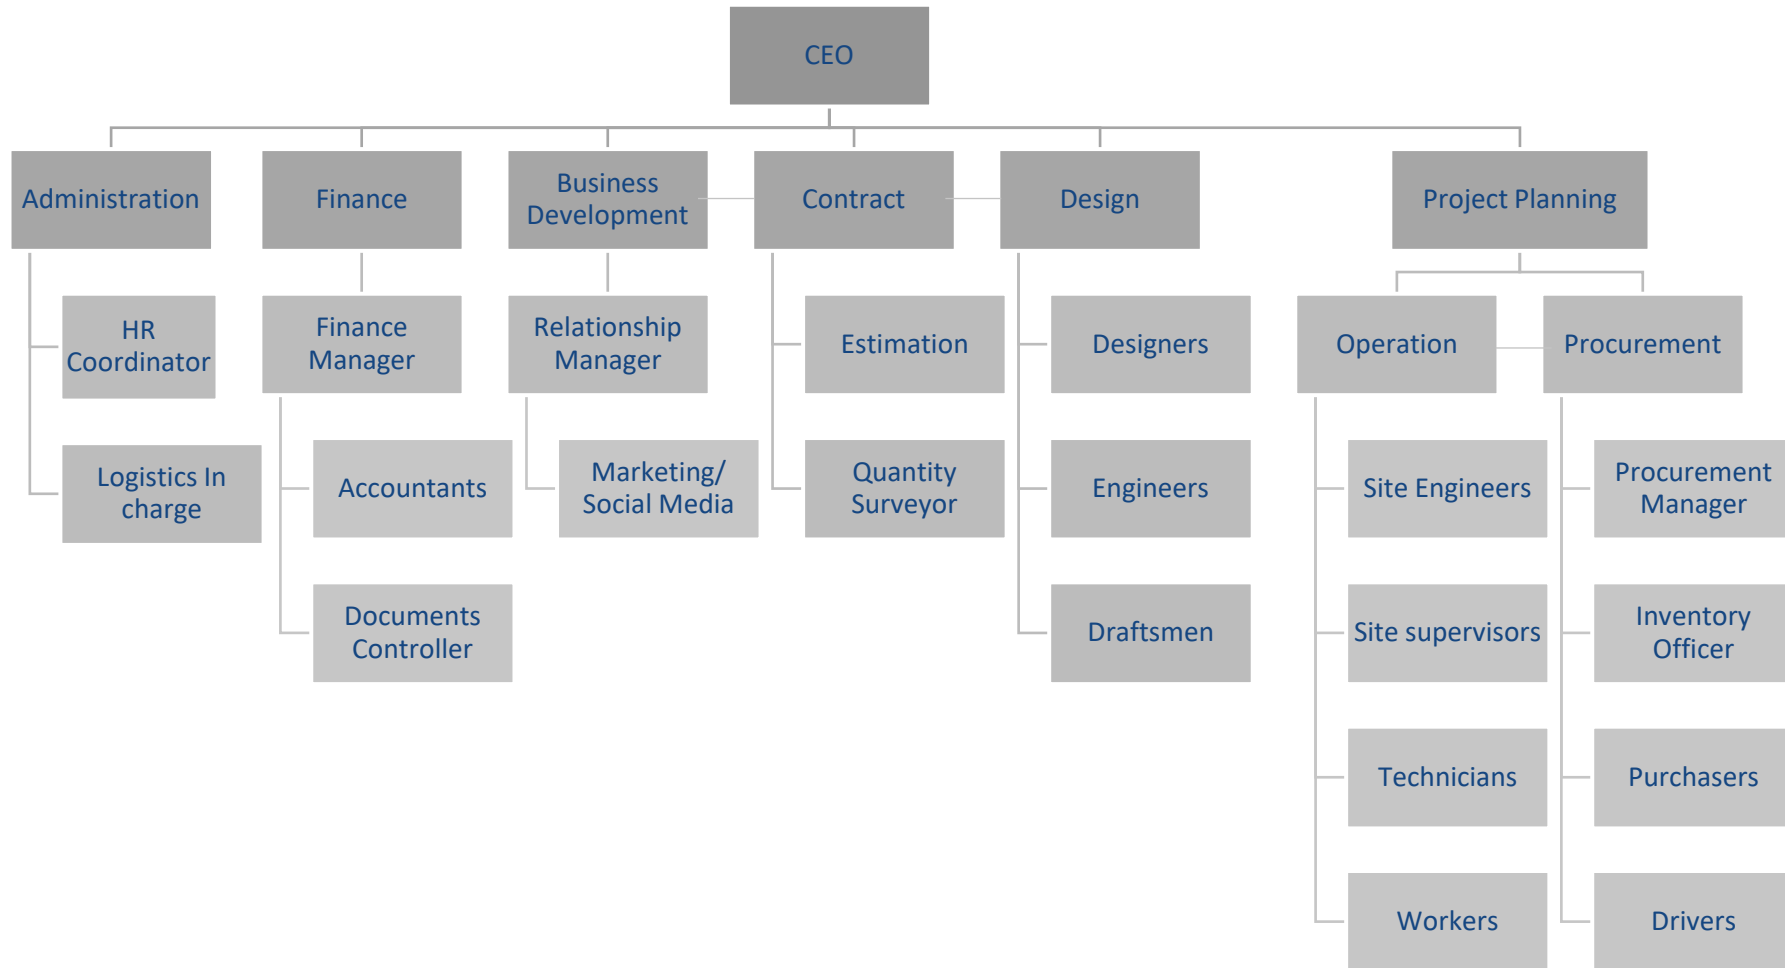 CEO
Administration
Finance
Business
Development
Contract
Design
Project Planning
HR
Coordinator
Finance
Manager
Relationship
Manager
Estimation
Designers
Operation
Procurement
Logistics In
charge
Accountants
Marketing/
Social Media
Quantity
Surveyor
Engineers
Site Engineers
Procurement
Manager
Documents
Controller
Draftsmen
Site supervisors
Inventory
Officer
Technicians
Purchasers
Workers
Drivers